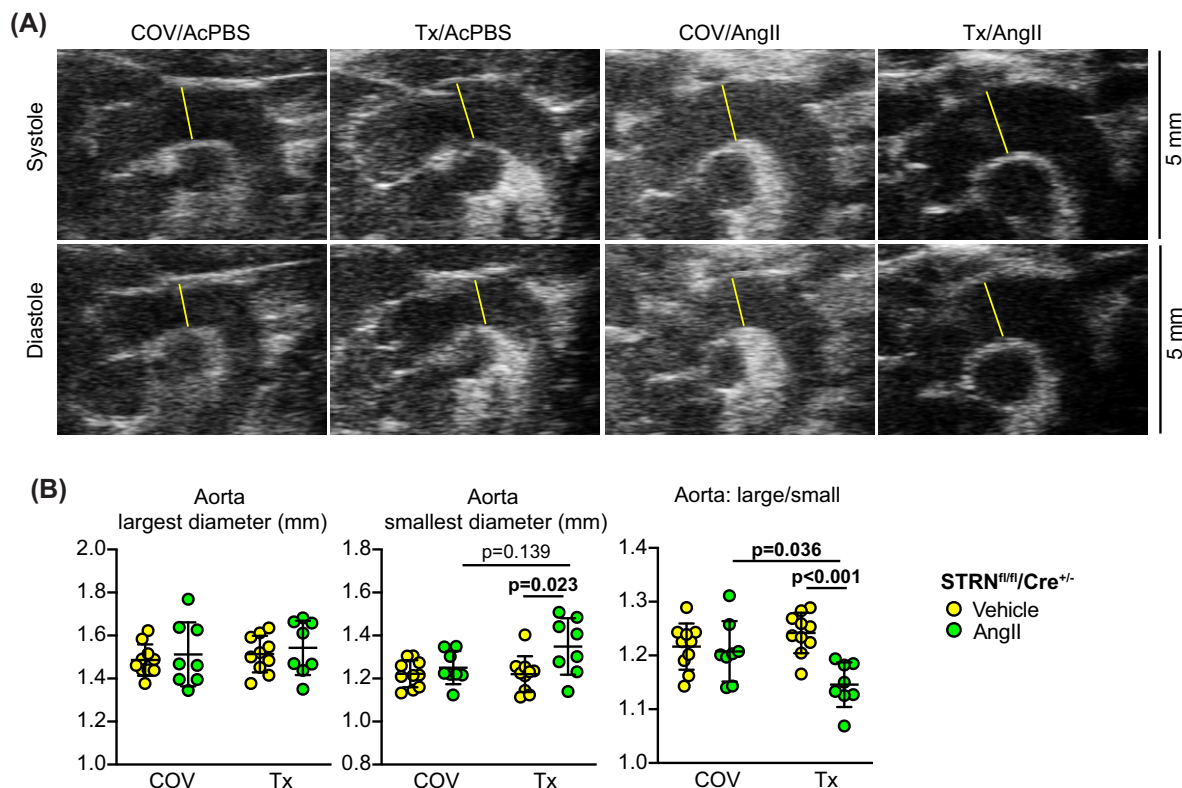 (A)
COV/AcPBS Tx/AcPBS COV/AngII Tx/AngII
Systole
5 mm
Diastole
5 mm
(B)
Aorta
largest diameter (mm)
2.0
1.8
1.6
1.4
1.2
1.0
COV Tx
Aorta
smallest diameter (mm)
1.8
1.6
1.4
1.2
1.0
0.8
p=0.139
p=0.023
COV Tx
Aorta: large/small
1.4
1.3
1.2
1.1
1.0
p=0.036
p<0.001
COV Tx
STRNfl/fl/Cre+/-
Vehicle
AngII